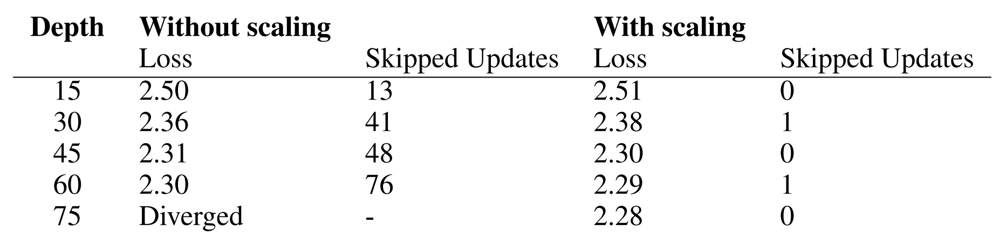 Depth Without scaling With scaling
Loss Skipped Updates Loss Skipped Updates
15 2.50 13 2.51 0
30 2.36 41 2.38 1
45 2.31 48 2.30 0
60 2.30 76 2.29 1
75 Diverged - 2.28 0